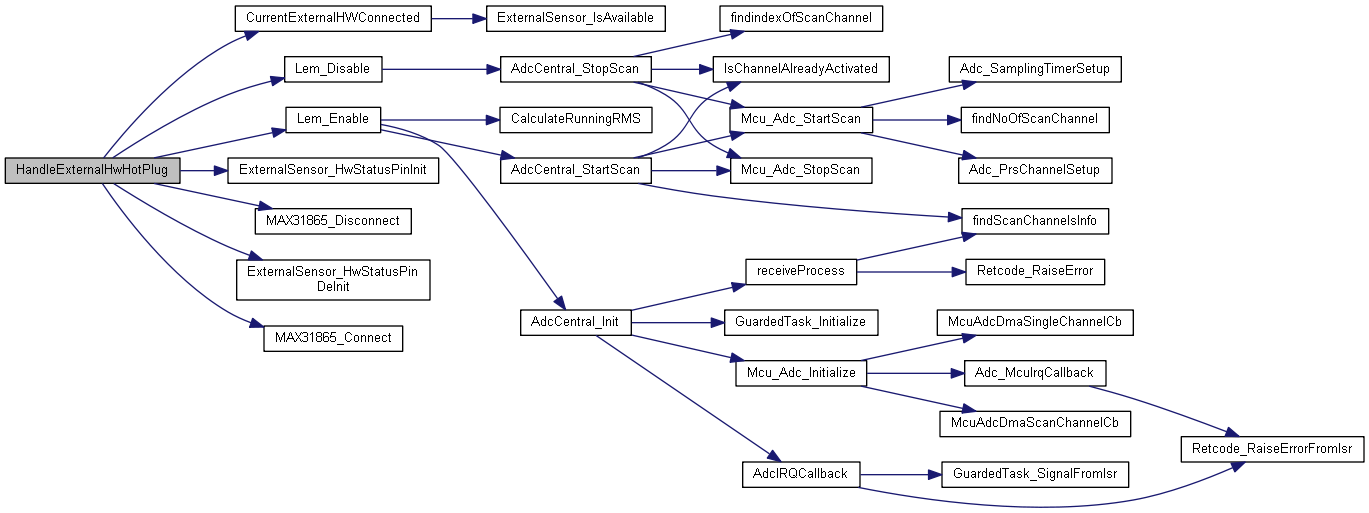 CurrentExternalHWConnected
ExternalSensor_IsAvailable
findindexOfScanChannel
Lem_Disable
AdcCentral_StopScan
IsChannelAlreadyActivated
Adc_SamplingTimerSetup
Lem_Enable
CalculateRunningRMS
Mcu_Adc_StartScan
findNoOfScanChannel
HandleExternalHwHotPlug
ExternalSensor_HwStatusPinInit
AdcCentral_StartScan
Mcu_Adc_StopScan
Adc_PrsChannelSetup
MAX31865_Disconnect
findScanChannelsInfo
ExternalSensor_HwStatusPin
DeInit
receiveProcess
Retcode_RaiseError
MAX31865_Connect
AdcCentral_Init
GuardedTask_Initialize
McuAdcDmaSingleChannelCb
Mcu_Adc_Initialize
Adc_McuIrqCallback
McuAdcDmaScanChannelCb
Retcode_RaiseErrorFromIsr
AdcIRQCallback
GuardedTask_SignalFromIsr